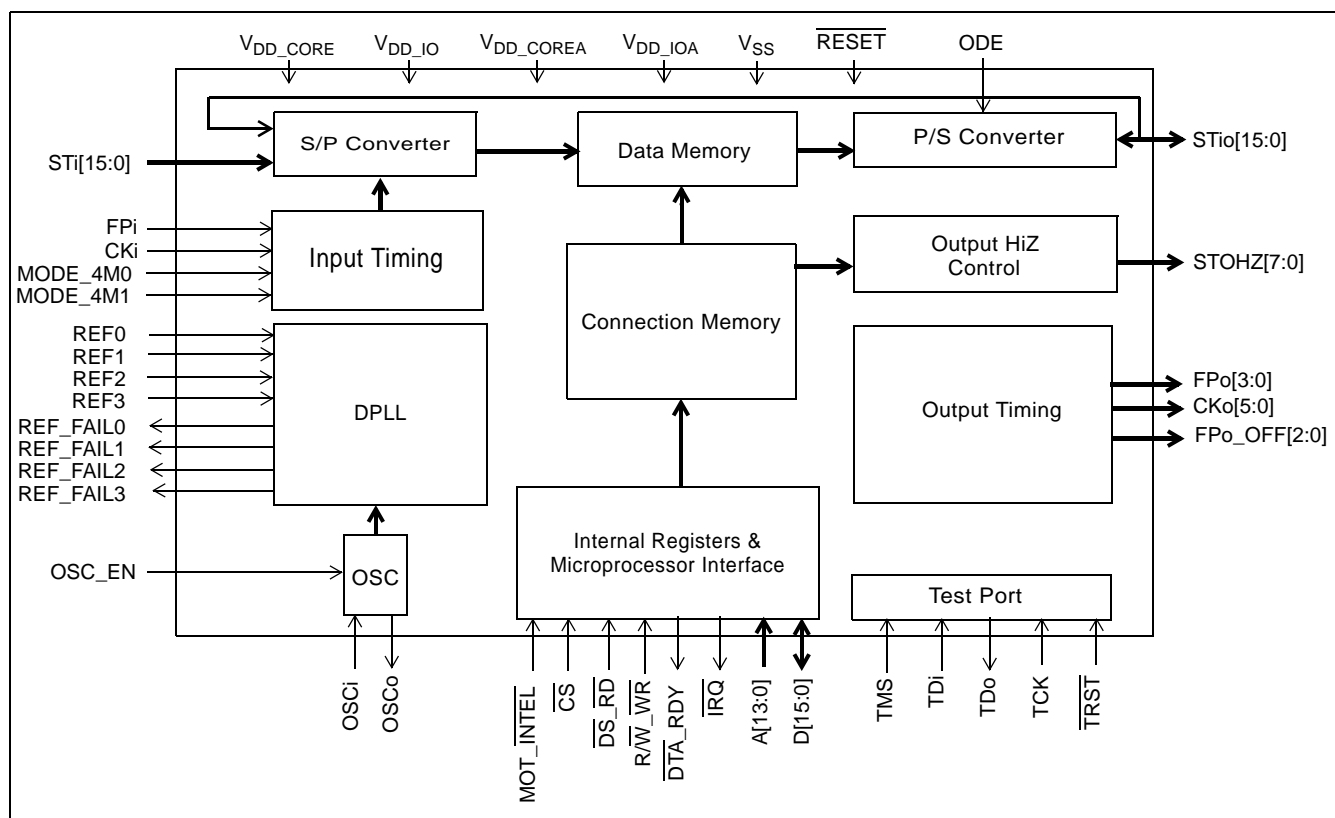 VDD_CORE
VDD_IO
VDD_COREA
VDD_IOA
VSS
RESET
ODE
S/P Converter
Data Memory
P/S Converter
STi[15:0]
STio[15:0]
FPi
CKi
MODE_4M0
MODE_4M1
Input Timing
Output HiZ
Control
STOHZ[7:0]
Connection Memory
REF0
REF1
REF2
REF3
REF_FAIL0
REF_FAIL1
REF_FAIL2
REF_FAIL3
DPLL
Output Timing
FPo[3:0]
CKo[5:0]
FPo_OFF[2:0]
Internal Registers &
Microprocessor Interface
OSC_EN
OSC
Test Port
OSCi
OSCo
MOT_INTEL
CS
DS_RD
R/W_WR
DTA_RDY
IRQ
A[13:0]
D[15:0]
TMS
TDi
TDo
TCK
TRST